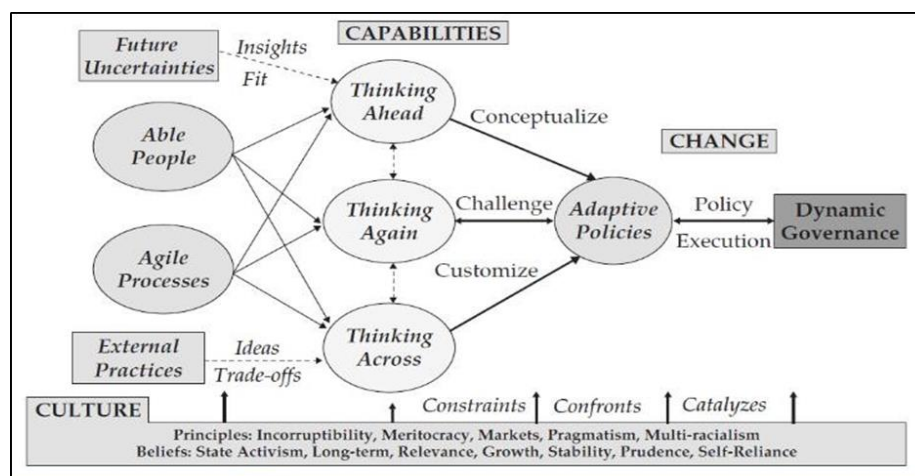 CAPABILITIES
Future
Uncertainties
Insights
Fit
Thinking
Ahead
Conceptualize
Able
People
CHANGE
Thinking
Again
Challenge
Adaptive
Policies
Policy
Execution
Dynamic
Governance
Agile
Processes
Customize
External
Practices
Ideas
Trade-offs
Thinking
Across
CULTURE
Constraints
Confronts
Catalyzes
Principles: Incorruptibility, Meritocracy, Markets, Pragmatism, Multi-racialism
Beliefs: State Activism, Long-term, Relevance, Growth, Stability, Prudence, Self-Reliance